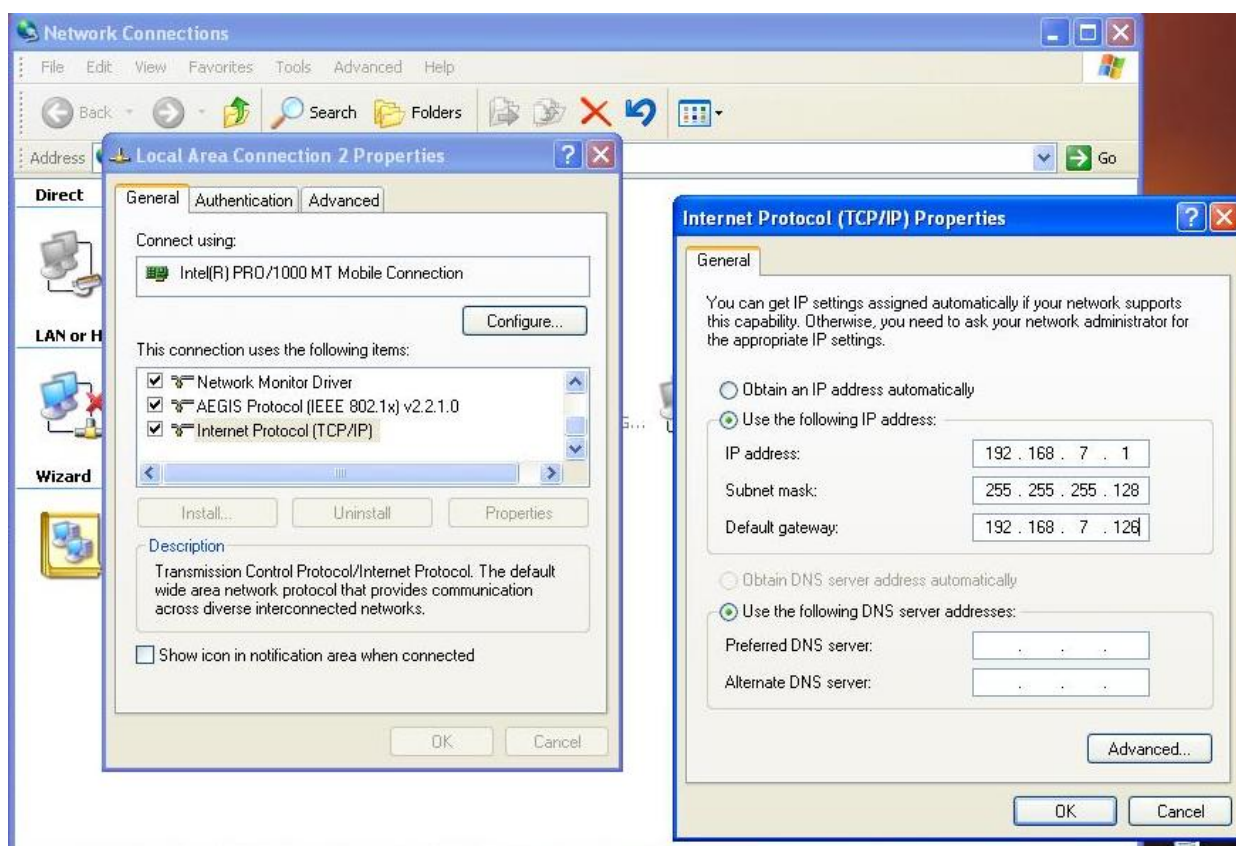 Network Connections
File Edit View Favorites Tools Advanced Help
Back Search Folders
Address Go
Local Area Connection 2 Properties
Direct
General Authentication Advanced
Connect using:
Intel(R) PRO/1000 MT Mobile Connection
Configure...
LAN or H
This connection uses the following items:
Network Monitor Driver
AEGIS Protocol (IEEE 802.1x) v2.2.1.0
Internet Protocol (TCP/IP)
Wizard
Install... Uninstall Properties
Description
Transmission Control Protocol/Internet Protocol. The default
wide area network protocol that provides communication
across diverse interconnected networks.
Show icon in notification area when connected
OK Cancel
Internet Protocol (TCP/IP) Properties
General
You can get IP settings assigned automatically if your network supports
this capability. Otherwise, you need to ask your network administrator for
the appropriate IP settings.
Obtain an IP address automatically
Use the following IP address:
IP address: 192 . 168 . 7 . 1
Subnet mask: 255 . 255 . 255 . 128
Default gateway: 192 . 168 . 7 . 126
Obtain DNS server address automatically
Use the following DNS server addresses:
Preferred DNS server: . . .
Alternate DNS server: . . .
Advanced...
OK Cancel